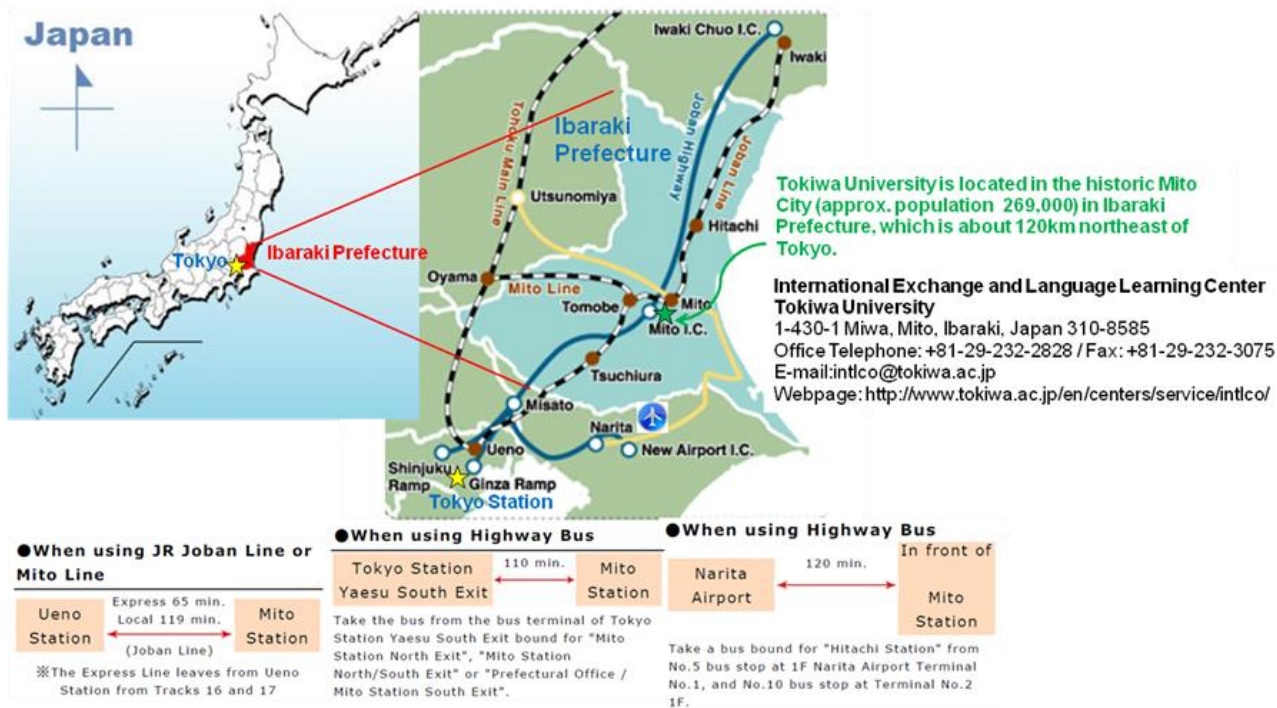 Japan
Tokyo
Ibaraki Prefecture
Iwaki Chuo I.C.
Iwaki
Tohoku Main Line
Ibaraki
Prefecture
Joban Highway
Joban Line
Utsunomiya
Hitachi
Oyama
Mito Line
Tomobe
Mito
Mito I.C.
Tsuchiura
Misato
Narita
New Airport I.C.
Ueno
Shinjuku
Ramp
Ginza Ramp
Tokyo Station
Tokiwa University is located in the historic Mito
City (approx. population 269,000) in Ibaraki
Prefecture, which is about 120km northeast of
Tokyo.
International Exchange and Language Learning Center
Tokiwa University
1-430-1 Miwa, Mito, Ibaraki, Japan 310-8585
Office Telephone: +81-29-232-2828 / Fax: +81-29-232-3075
E-mail:intlco@tokiwa.ac.jp
Webpage: http://www.tokiwa.ac.jp/en/centers/service/intlco/
●When using JR Joban Line or
Mito Line
Ueno
Station
Express 65 min.
Local 119 min.
(Joban Line)
Mito
Station
※The Express Line leaves from Ueno
Station from Tracks 16 and 17
●When using Highway Bus
Tokyo Station
Yaesu South Exit
110 min.
Mito
Station
Take the bus from the bus terminal of Tokyo
Station Yaesu South Exit bound for "Mito
Station North Exit", "Mito Station
North/South Exit" or "Prefectural Office /
Mito Station South Exit".
●When using Highway Bus
Narita
Airport
120 min.
In front of
Mito
Station
Take a bus bound for "Hitachi Station" from
No.5 bus stop at 1F Narita Airport Terminal
No.1, and No.10 bus stop at Terminal No.2
1F.